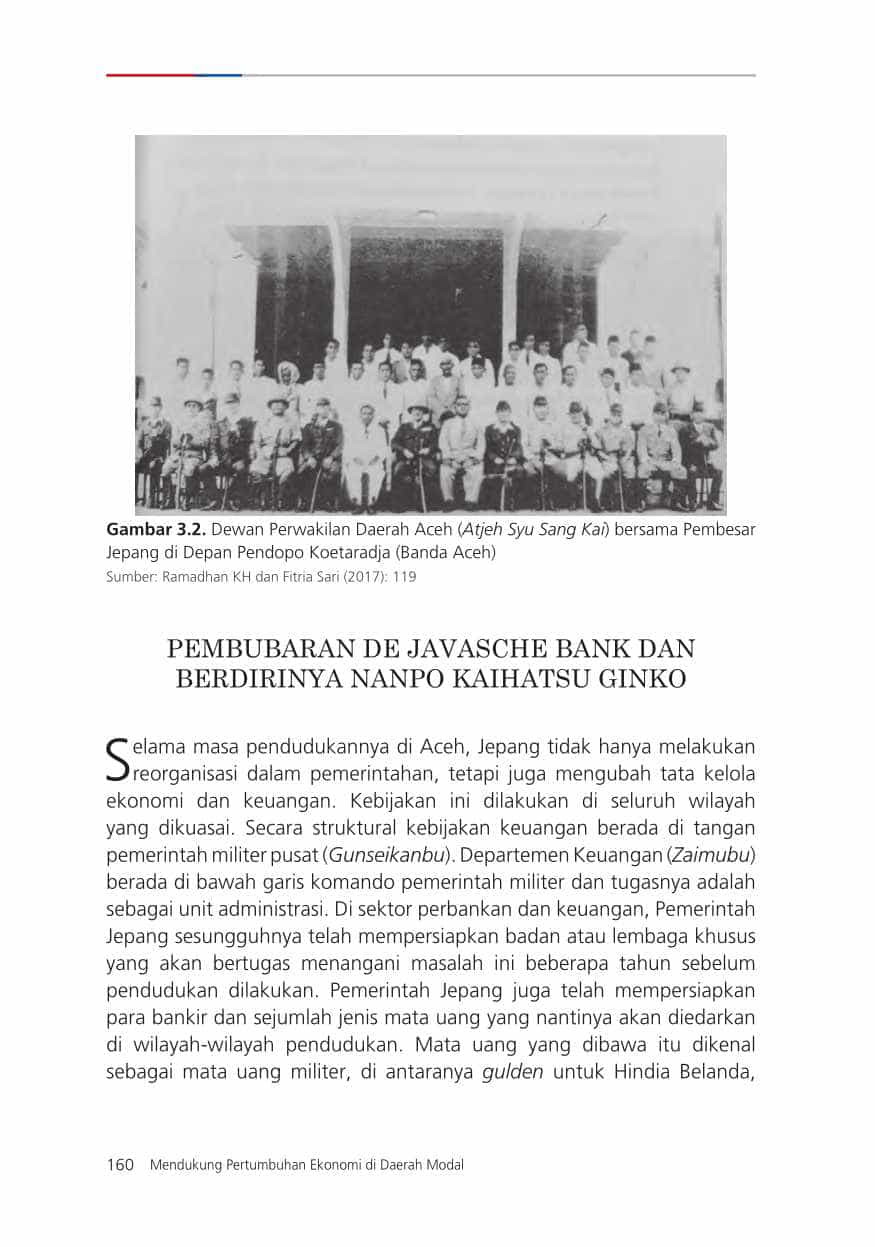 Gambar 3.2. Dewan Perwakilan Daerah Aceh (Atjeh Syu Sang Kai) bersama Pembesar
Jepang di Depan Pendopo Koetaradja (Banda Aceh)
Sumber: Ramadhan KH dan Fitria Sari (2017): 119
PEMBUBARAN DE JAVASCHE BANK DAN
BERDIRINYA NANPO KAIHATSU GINKO
Selama masa pendudukannya di Aceh, Jepang tidak hanya melakukan
reorganisasi dalam pemerintahan, tetapi juga mengubah tata kelola
ekonomi dan keuangan. Kebijakan ini dilakukan di seluruh wilayah
yang dikuasai. Secara struktural kebijakan keuangan berada di tangan
pemerintah militer pusat (Gunseikanbu). Departemen Keuangan (Zaimubu)
berada di bawah garis komando pemerintah militer dan tugasnya adalah
sebagai unit administrasi. Di sektor perbankan dan keuangan, Pemerintah
Jepang sesungguhnya telah mempersiapkan badan atau lembaga khusus
yang akan bertugas menangani masalah ini beberapa tahun sebelum
pendudukan dilakukan. Pemerintah Jepang juga telah mempersiapkan
para bankir dan sejumlah jenis mata uang yang nantinya akan diedarkan
di wilayah-wilayah pendudukan. Mata uang yang dibawa itu dikenal
sebagai mata uang militer, di antaranya gulden untuk Hindia Belanda,
160 Mendukung Pertumbuhan Ekonomi di Daerah Modal